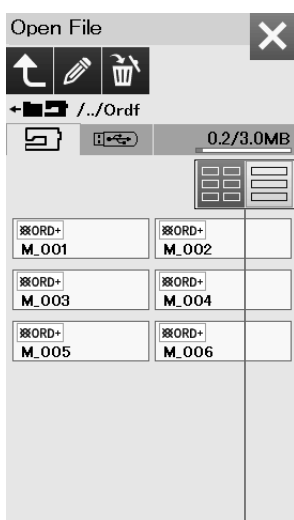 Open File
/../Ordf
0.2/3.0MB
ORD+
M_001
ORD+
M_002
ORD+
M_003
ORD+
M_004
ORD+
M_005
ORD+
M_006